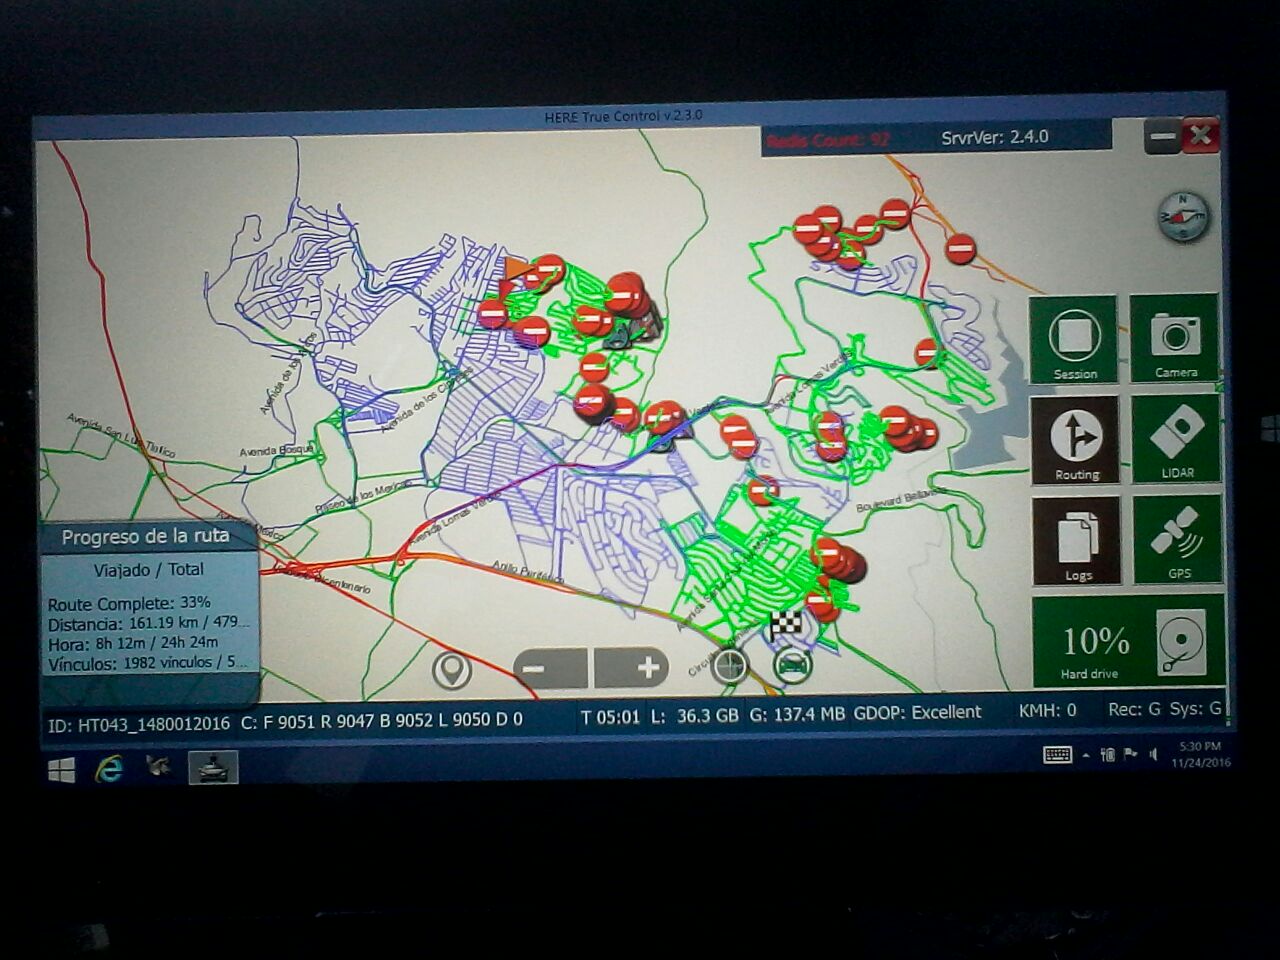 HERE True Control v.2.3.0
Redis Count: 92
SrvrVer: 2.4.0
N
Session
Camera
Routing
LIDAR
Logs
GPS
10%
Hard drive
Avenida San Luis Tlatilco
Avenida Bosque
Avenida de los
Avenida de los
Paseo de los Mexicas
Avenida Lomas Verdes
Anillo Periférico
Boulevard Bellavista
Progreso de la ruta
Viajado / Total
Route Complete: 33%
Distancia: 161.19 km / 479...
Hora: 8h 12m / 24h 24m
Vínculos: 1982 vínculos / 5...
ID: HT043_1480012016 C: F 9051 R 9047 B 9052 L 9050 D 0 T 05:01 L: 36.3 GB G: 137.4 MB GDOP: Excellent KMH: 0 Rec: G Sys: G
5:30 PM
11/24/2016